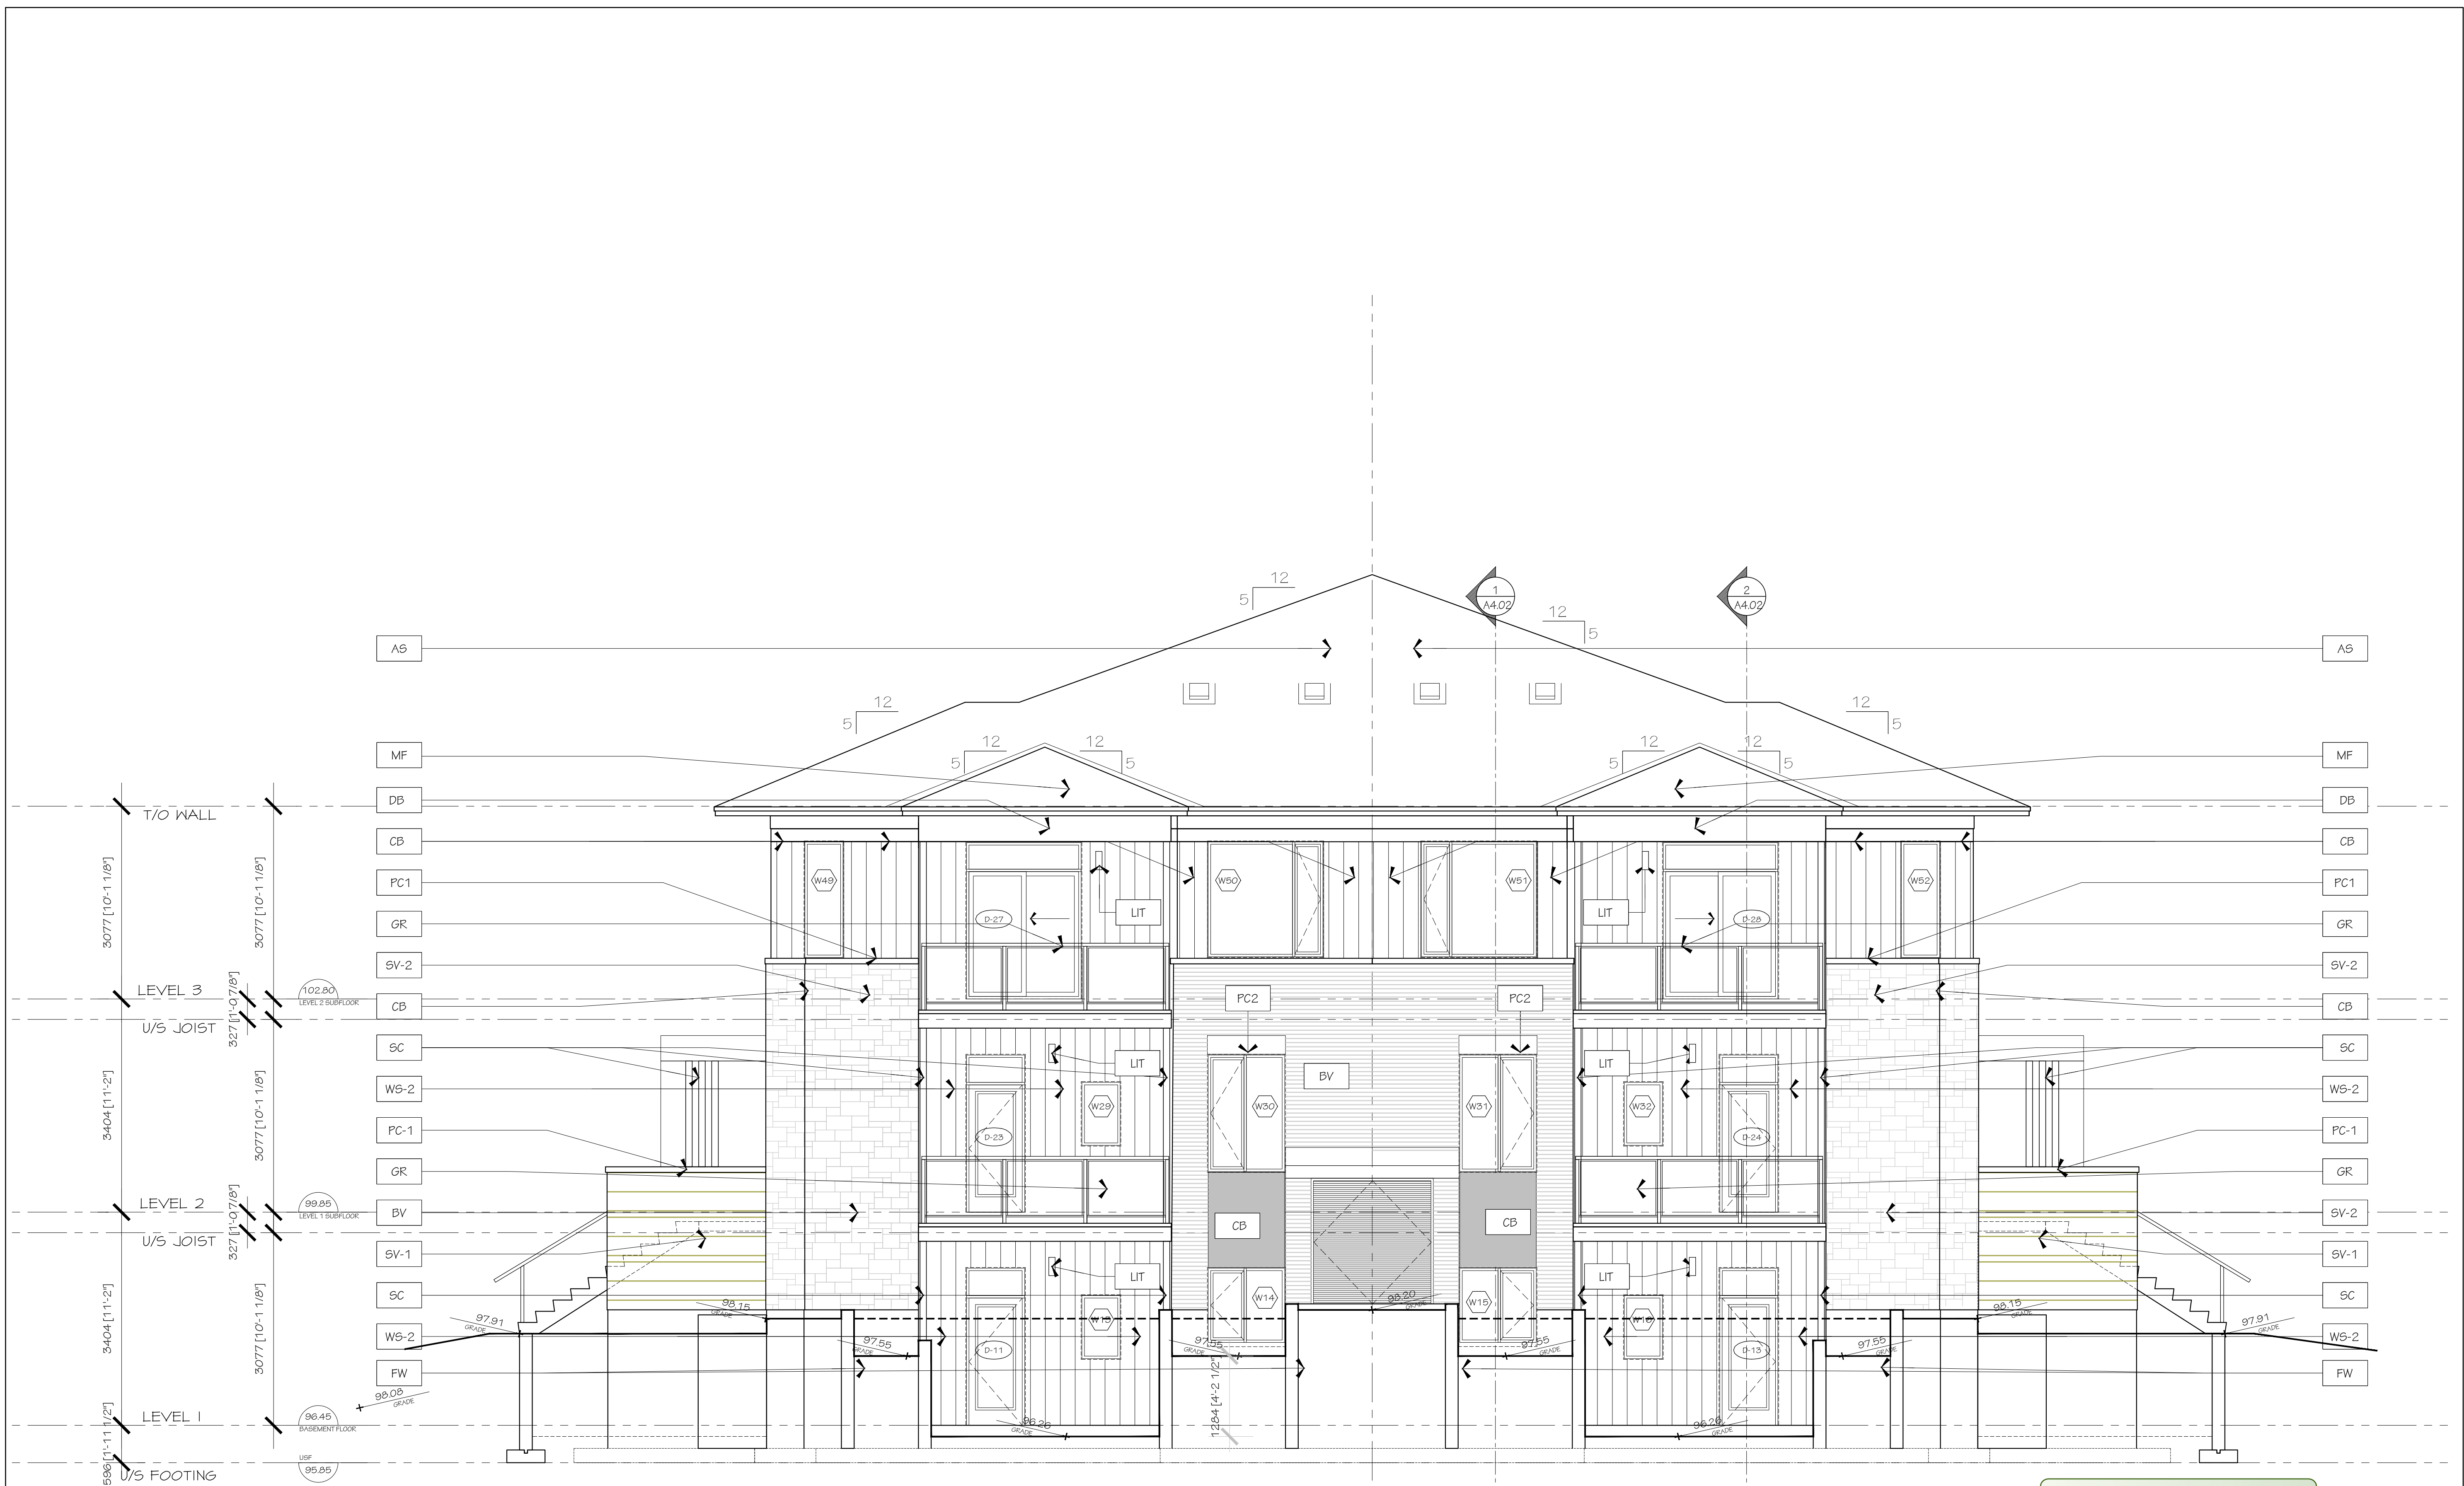 12
5
12
5
1
A4.02
2
A4.02
AS
AS
12
5
12
5
12
5
12
5
12
5
12
5
MF
MF
DB
DB
T/O WALL
CB
CB
PC1
W49
W50
W51
W52
PC1
GR
D-27
LIT
LIT
D-28
GR
3077 [10'-1 1/8"]
3077 [10'-1 1/8"]
SV-2
SV-2
LEVEL 3
102.80
LEVEL 2 SUBFLOOR
CB
PC2
PC2
CB
327 [1'-0 7/8"]
U/S JOIST
SC
LIT
LIT
SC
BV
WS-2
WS-2
W29
W30
W31
W32
3404 [11'-2"]
3077 [10'-1 1/8"]
PC-1
D-23
D-24
PC-1
GR
GR
LEVEL 2
99.85
LEVEL 1 SUBFLOOR
BV
CB
CB
SV-2
327 [1'-0 7/8"]
U/S JOIST
SV-1
SV-1
LIT
LIT
SC
W14
W15
SC
98.15
GRADE
98.20
GRADE
98.15
GRADE
97.91
GRADE
W13
97.91
GRADE
3404 [11'-2"]
3077 [10'-1 1/8"]
WS-2
WS-2
97.55
GRADE
D-11
97.55
GRADE
97.55
GRADE
D-13
97.55
GRADE
FW
FW
98.08
GRADE
1284 [4'-2 1/2"]
LEVEL 1
96.45
BASEMENT FLOOR
96.26
GRADE
96.26
GRADE
596 [1'-11 1/2"]
USF
95.85
U/S FOOTING